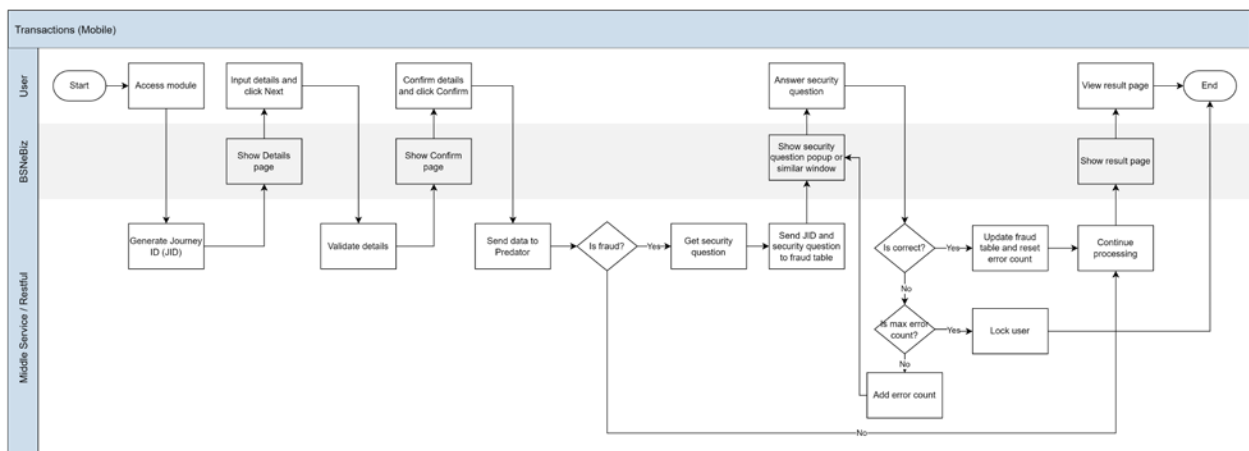 Transactions (Mobile)
User
Start
Access module
Input details and
click Next
Confirm details
and click Confirm
Answer security
question
View result page
End
BSNeBiz
Show Details
page
Show Confirm
page
Show security
question popup or
similar window
Show result page
Middle Service / Restful
Generate Journey
ID (JID)
Validate details
Send data to
Predator
Is fraud?
Yes
Get security
question
Send JID and
security question
to fraud table
Is correct?
Yes
Update fraud
table and reset
error count
Continue
processing
No
Is max error
count?
Yes
Lock user
No
Add error count
No